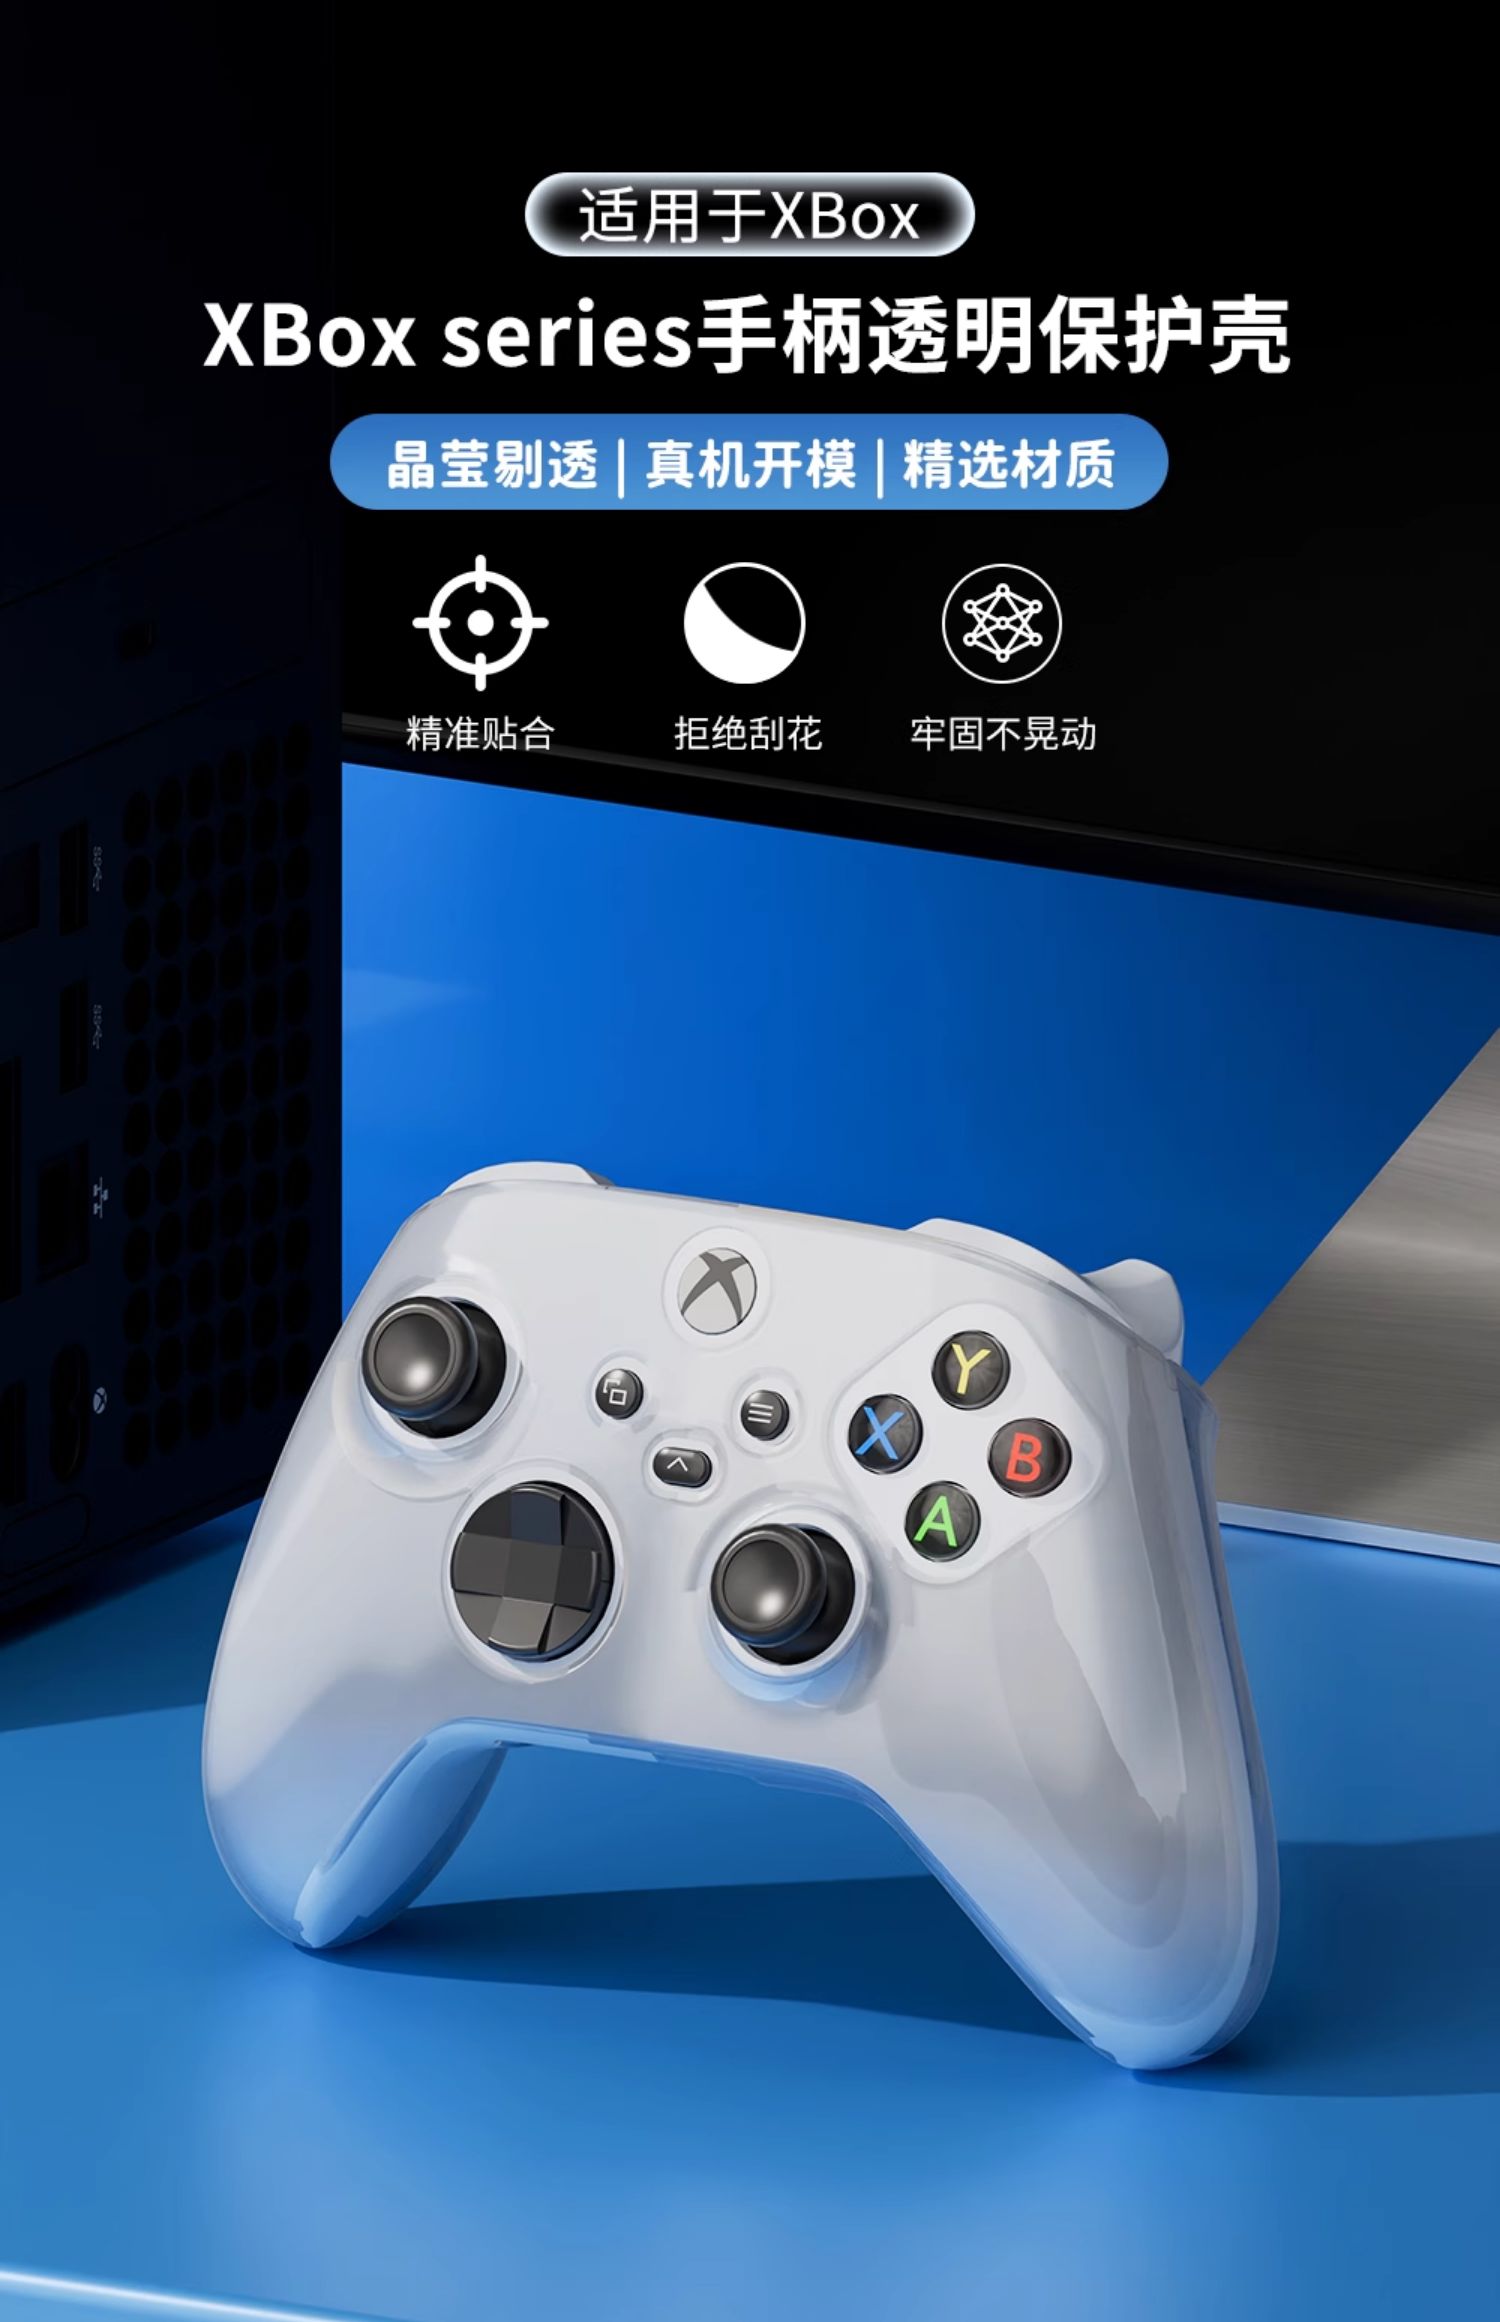 适用于XBox
XBox series手柄透明保护壳
晶莹剔透 | 真机开模 | 精选材质
精准贴合 拒绝刮花 牢固不晃动
Y
X B
A